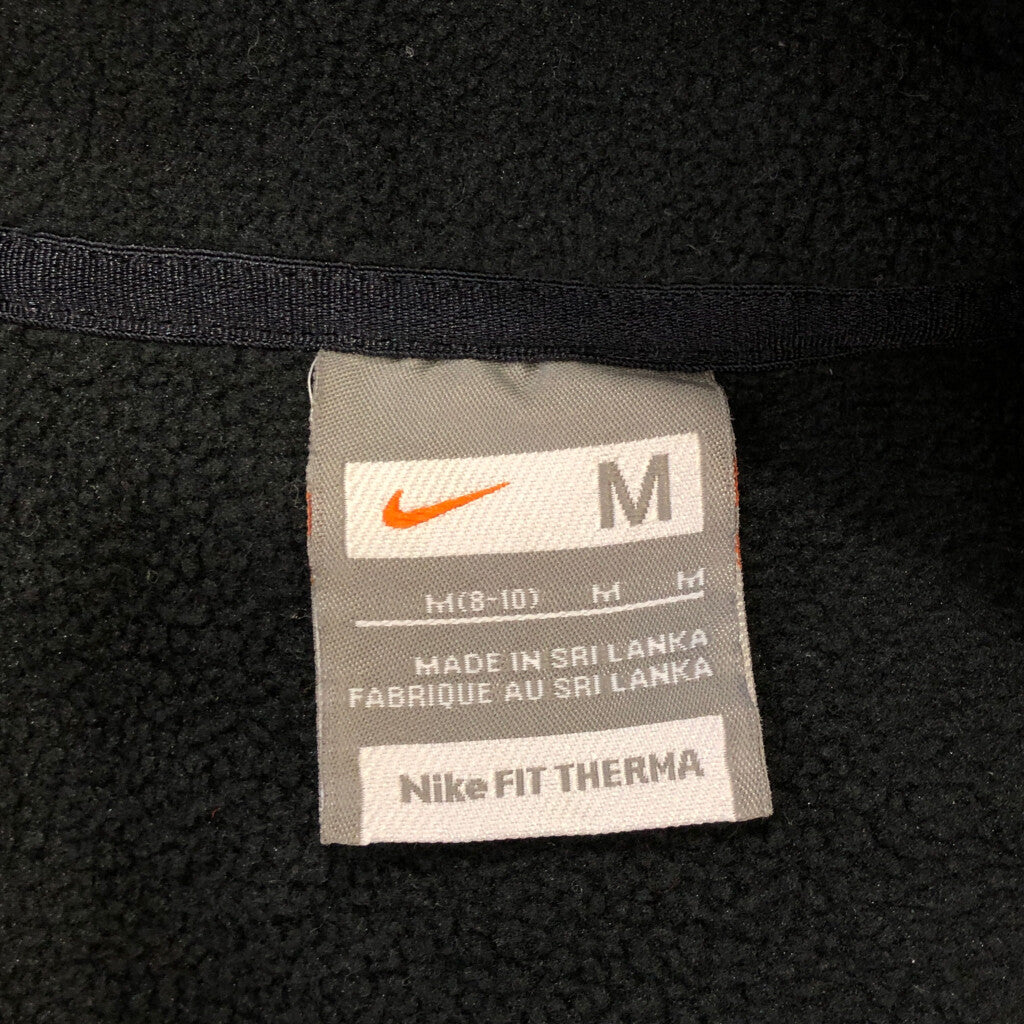 M
M(8-10) M M
MADE IN SRI LANKA
FABRIQUE AU SRI LANKA
Nike FIT THERMA